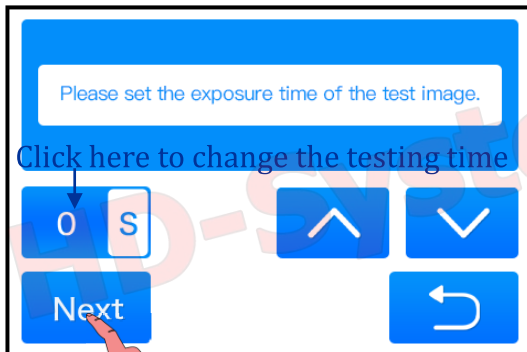 Please set the exposure time of the test image.
Click here to change the testing time
0 S
Next
HD-Syste